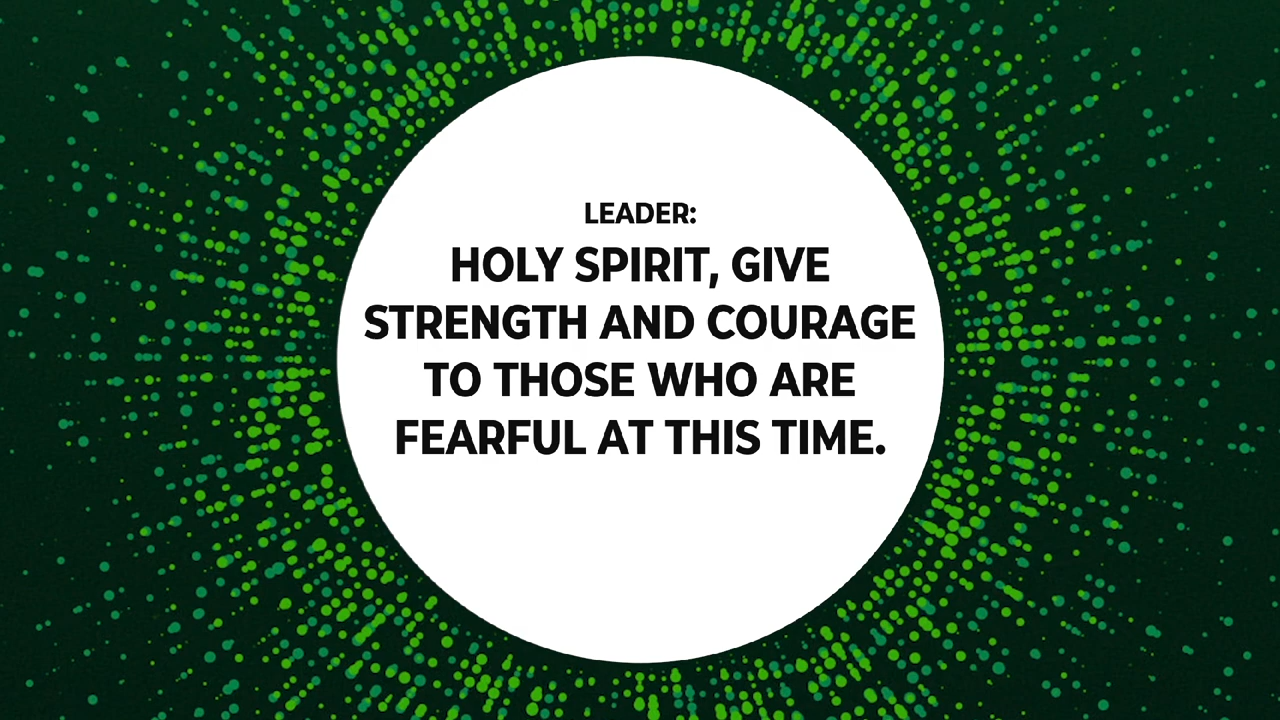 LEADER:
HOLY SPIRIT, GIVE
STRENGTH AND COURAGE
TO THOSE WHO ARE
FEARFUL AT THIS TIME.